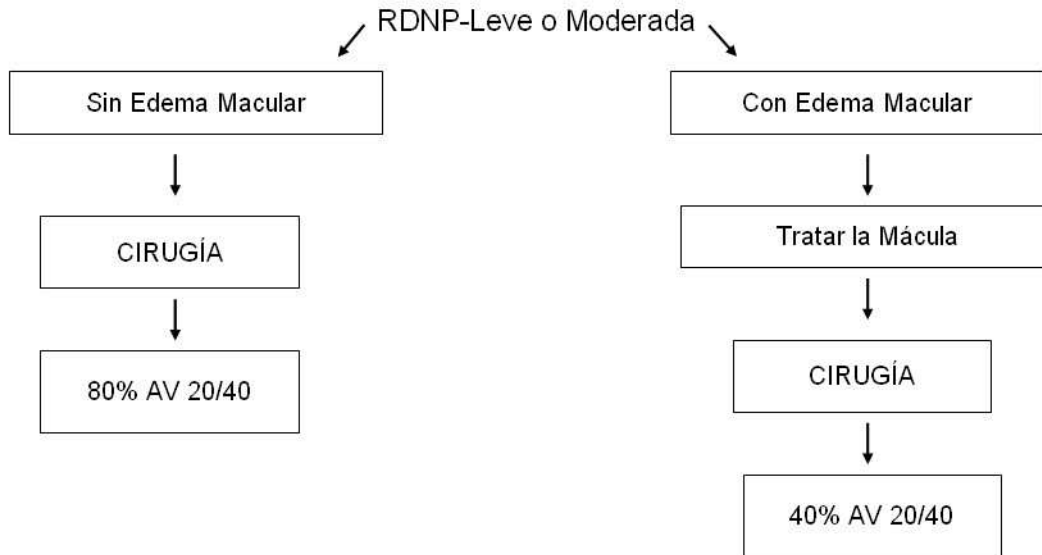 RDNP-Leve o Moderada
Sin Edema Macular
Con Edema Macular
CIRUGÍA
Tratar la Mácula
80% AV 20/40
CIRUGÍA
40% AV 20/40